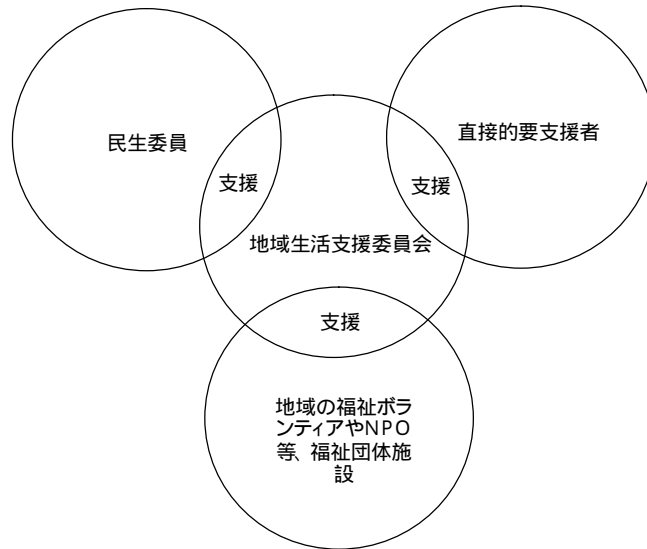 民生委員
直接的要支援者
支援
支援
地域生活支援委員会
支援
地域の福祉ボラ
ンティアやNPO
等、福祉団体施
設